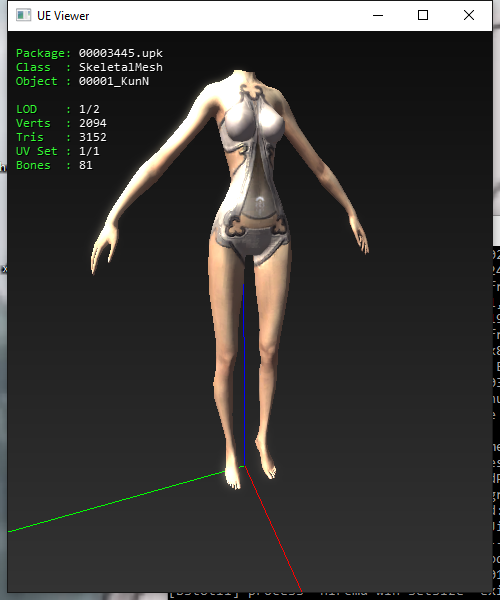 UE Viewer
Package: 00003445.upk
Class : SkeletalMesh
Object : 00001_KunN
LOD : 1/2
Verts : 2094
Tris : 3152
UV Set : 1/1
Bones : 81